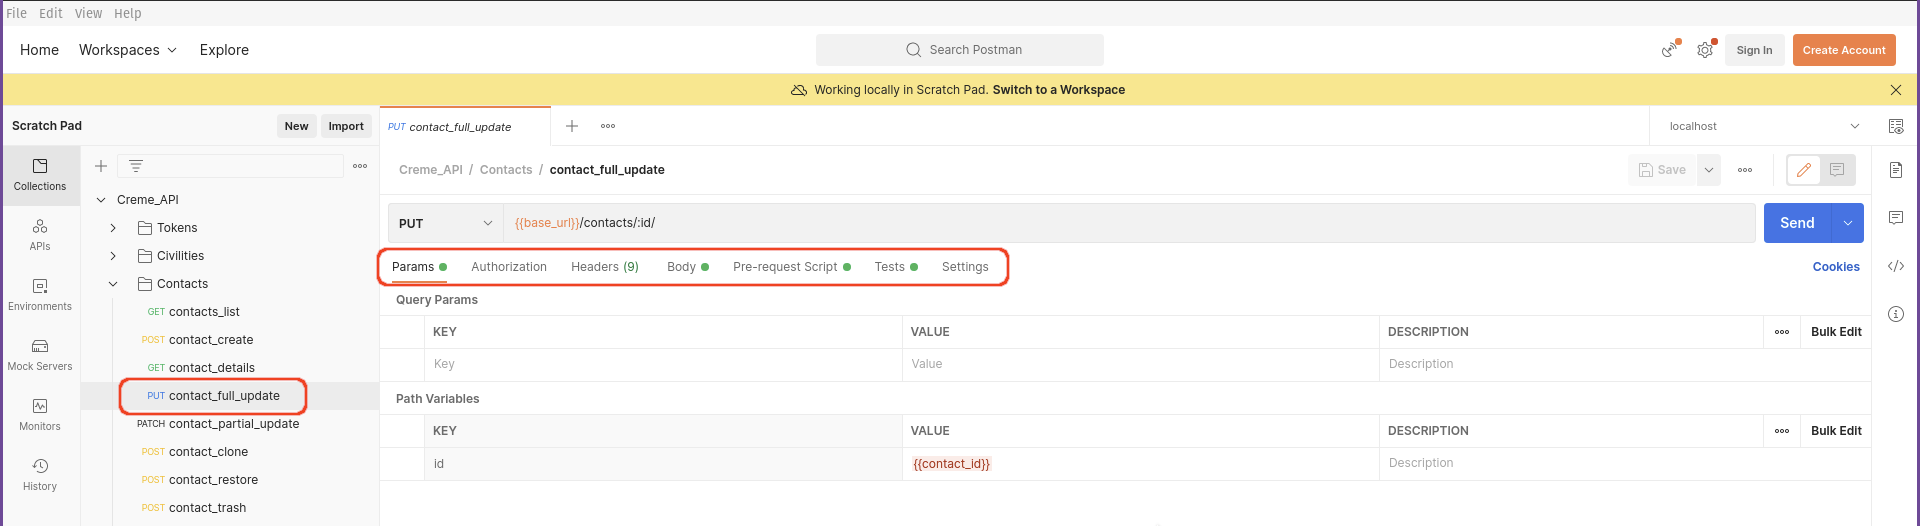 File Edit View Help
Home Workspaces Explore Search Postman Sign In Create Account
Working locally in Scratch Pad. Switch to a Workspace
Scratch Pad New Import PUT contact_full_update localhost
Collections
APIs
Environments
Mock Servers
Monitors
History
Creme_API
Tokens
Civilities
Contacts
GET contacts_list
POST contact_create
GET contact_details
PUT contact_full_update
PATCH contact_partial_update
POST contact_clone
POST contact_restore
POST contact_trash
Creme_API / Contacts / contact_full_update Save
PUT {{base_url}}/contacts/:id/ Send
Params Authorization Headers (9) Body Pre-request Script Tests Settings Cookies
Query Params
KEY VALUE DESCRIPTION Bulk Edit
Key Value Description
Path Variables
KEY VALUE DESCRIPTION Bulk Edit
id {{contact_id}} Description